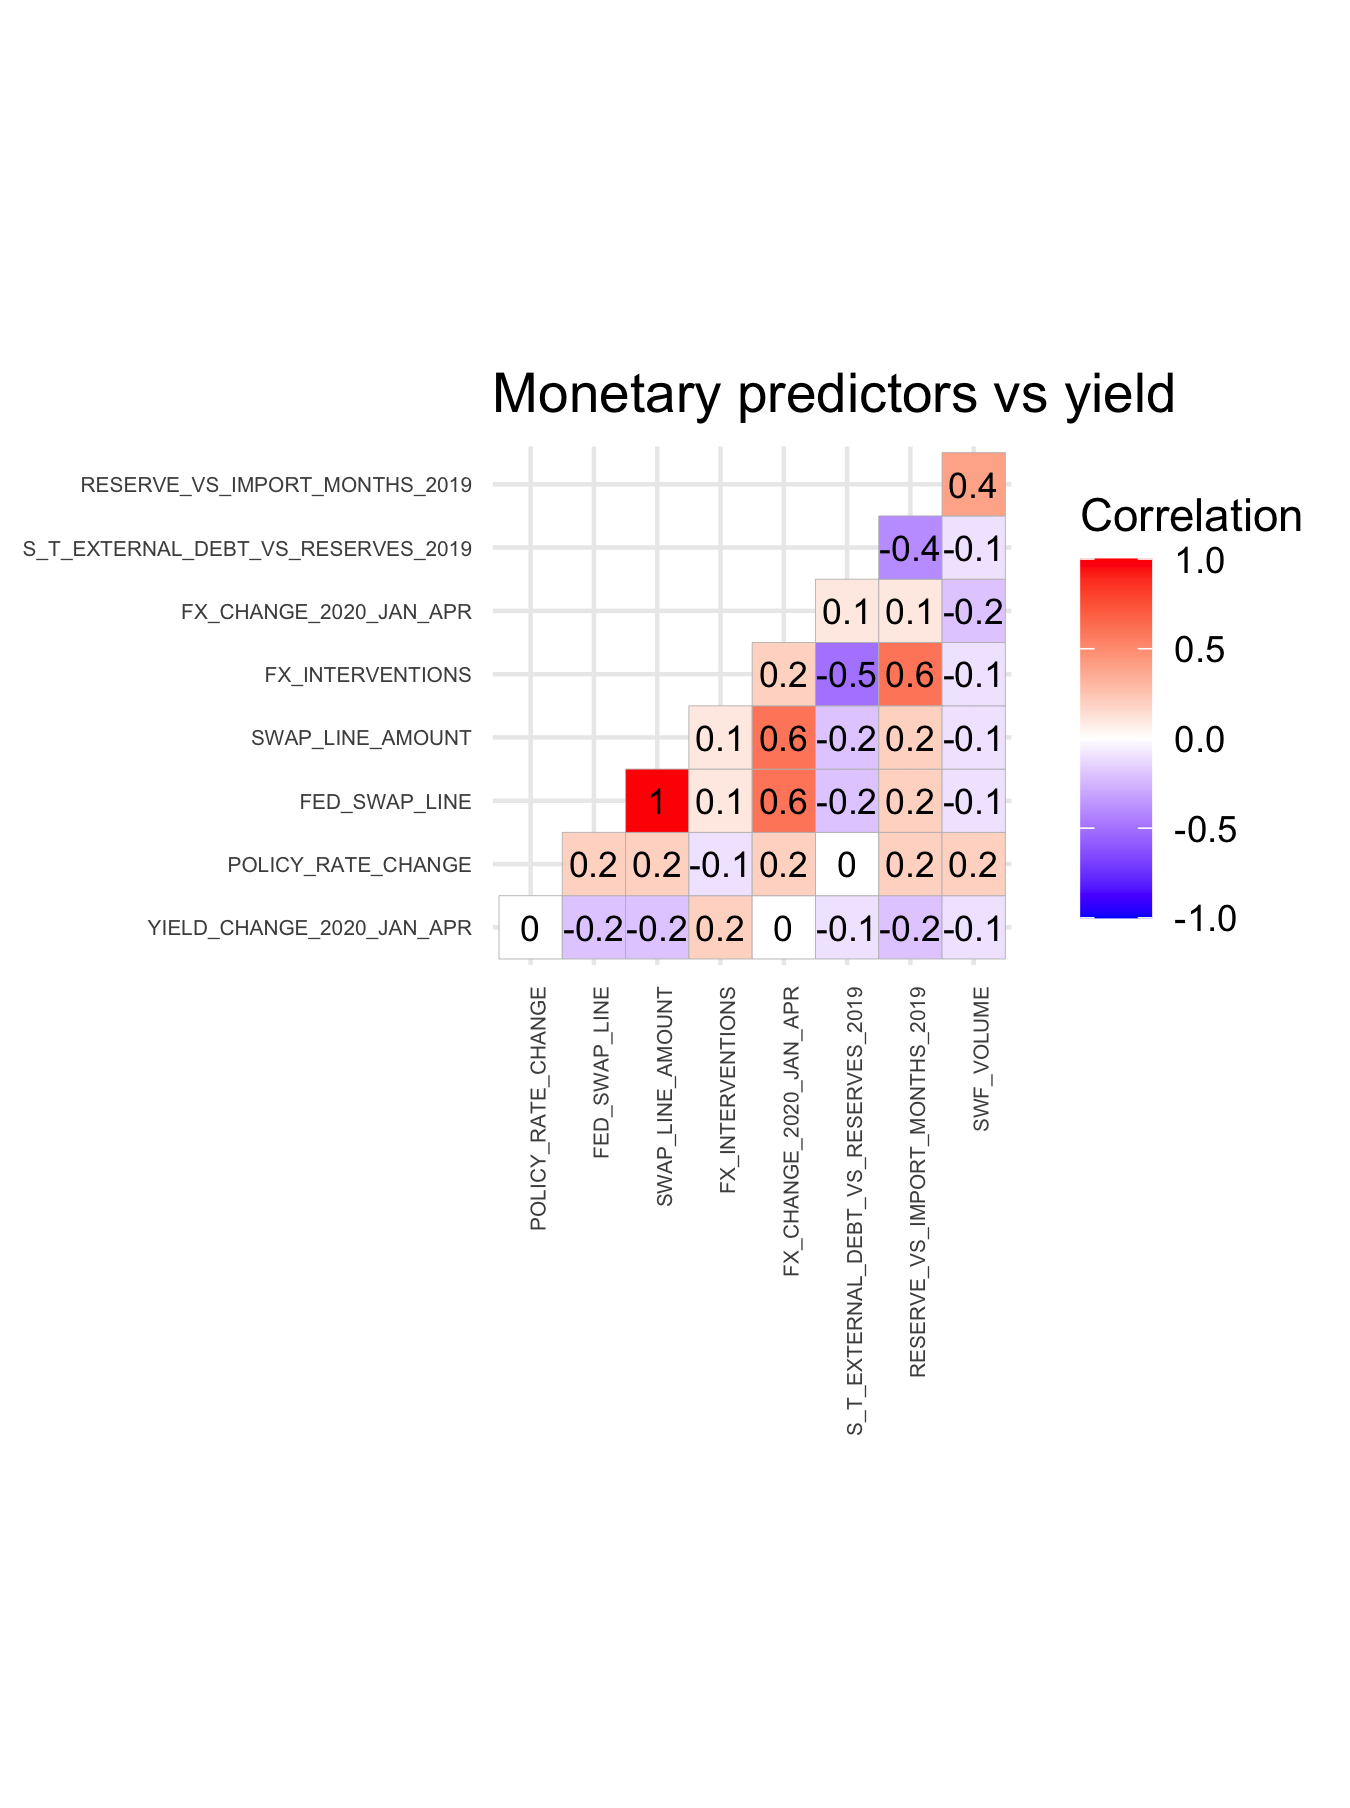 Monetary predictors vs yield
RESERVE_VS_IMPORT_MONTHS_2019
0.4
S_T_EXTERNAL_DEBT_VS_RESERVES_2019
-0.4 -0.1
FX_CHANGE_2020_JAN_APR
0.1 0.1 -0.2
FX_INTERVENTIONS
0.2 -0.5 0.6 -0.1
SWAP_LINE_AMOUNT
0.1 0.6 -0.2 0.2 -0.1
FED_SWAP_LINE
1 0.1 0.6 -0.2 0.2 -0.1
POLICY_RATE_CHANGE
0.2 0.2 -0.1 0.2 0 0.2 0.2
YIELD_CHANGE_2020_JAN_APR
0 -0.2 -0.2 0.2 0 -0.1 -0.2 -0.1
POLICY_RATE_CHANGE
FED_SWAP_LINE
SWAP_LINE_AMOUNT
FX_INTERVENTIONS
FX_CHANGE_2020_JAN_APR
S_T_EXTERNAL_DEBT_VS_RESERVES_2019
RESERVE_VS_IMPORT_MONTHS_2019
SWF_VOLUME
Correlation
1.0
0.5
0.0
-0.5
-1.0